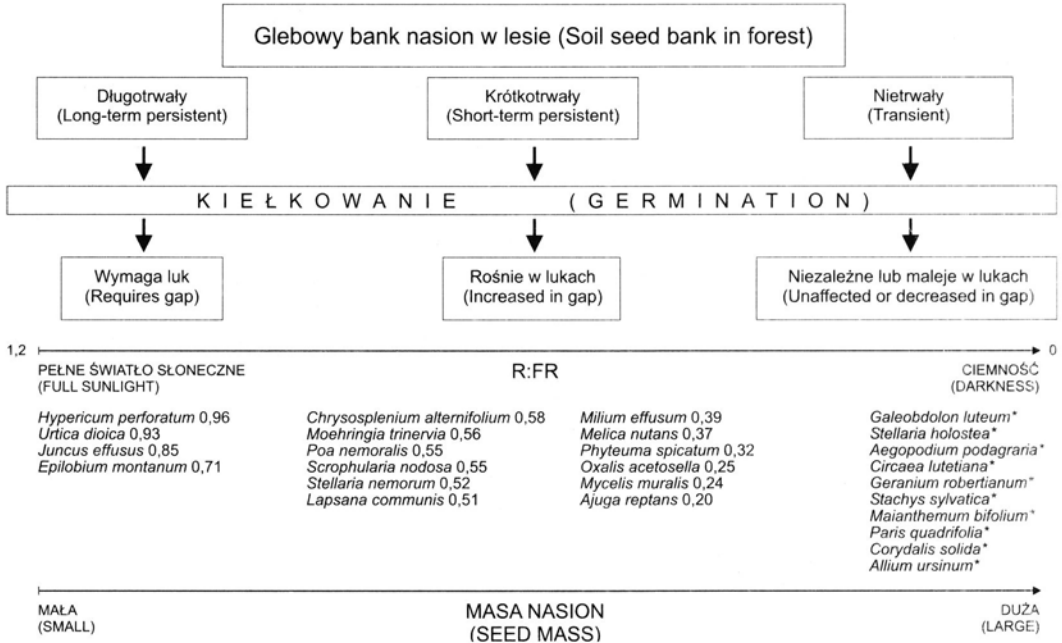 Glebowy bank nasion w lesie (Soil seed bank in forest)
Długotrwały
(Long-term persistent)
Krótkotrwały
(Short-term persistent)
Nietrwały
(Transient)
KIEŁKOWANIE (GERMINATION)
Wymaga luk
(Requires gap)
Rośnie w lukach
(Increased in gap)
Niezależne lub maleje w lukach
(Unaffected or decreased in gap)
1,2
0
PEŁNE ŚWIATŁO SŁONECZNE
(FULL SUNLIGHT)
R:FR
CIEMNOŚĆ
(DARKNESS)
Hypericum perforatum 0,96
Urtica dioica 0,93
Juncus effusus 0,85
Epilobium montanum 0,71
Chrysosplenium alternifolium 0,58
Moehringia trinervia 0,56
Poa nemoralis 0,55
Scrophularia nodosa 0,55
Stellaria nemorum 0,52
Lapsana communis 0,51
Milium effusum 0,39
Melica nutans 0,37
Phyteuma spicatum 0,32
Oxalis acetosella 0,25
Mycelis muralis 0,24
Ajuga reptans 0,20
Galeobdolon luteum*
Stellaria holostea*
Aegopodium podagraria*
Circaea lutetiana*
Geranium robertianum*
Stachys sylvatica*
Maianthemum bifolium*
Paris quadrifolia*
Corydalis solida*
Allium ursinum*
MAŁA
(SMALL)
MASA NASION
(SEED MASS)
DUŻA
(LARGE)